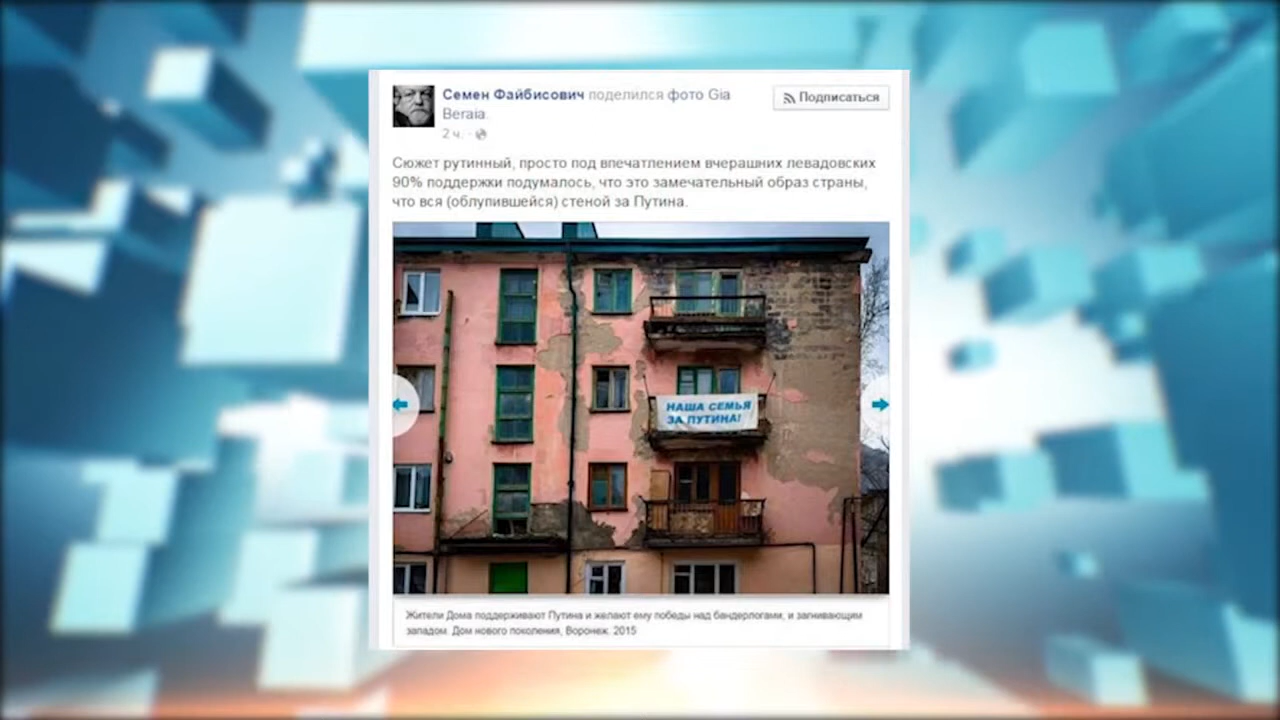 Семен Файбисович поделился фото Gia
Beraia.
Подписаться
2 ч. ·
Сюжет рутинный, просто под впечатлением вчерашних левадовских
90% поддержки подумалось, что это замечательный образ страны,
что вся (облупившейся) стеной за Путина.
НАША СЕМЬЯ
ЗА ПУТИНА!
Жители Дома поддерживают Путина и желают ему победы над бандерлогами, и загнивающим
западом. Дом нового поколения, Воронеж. 2015